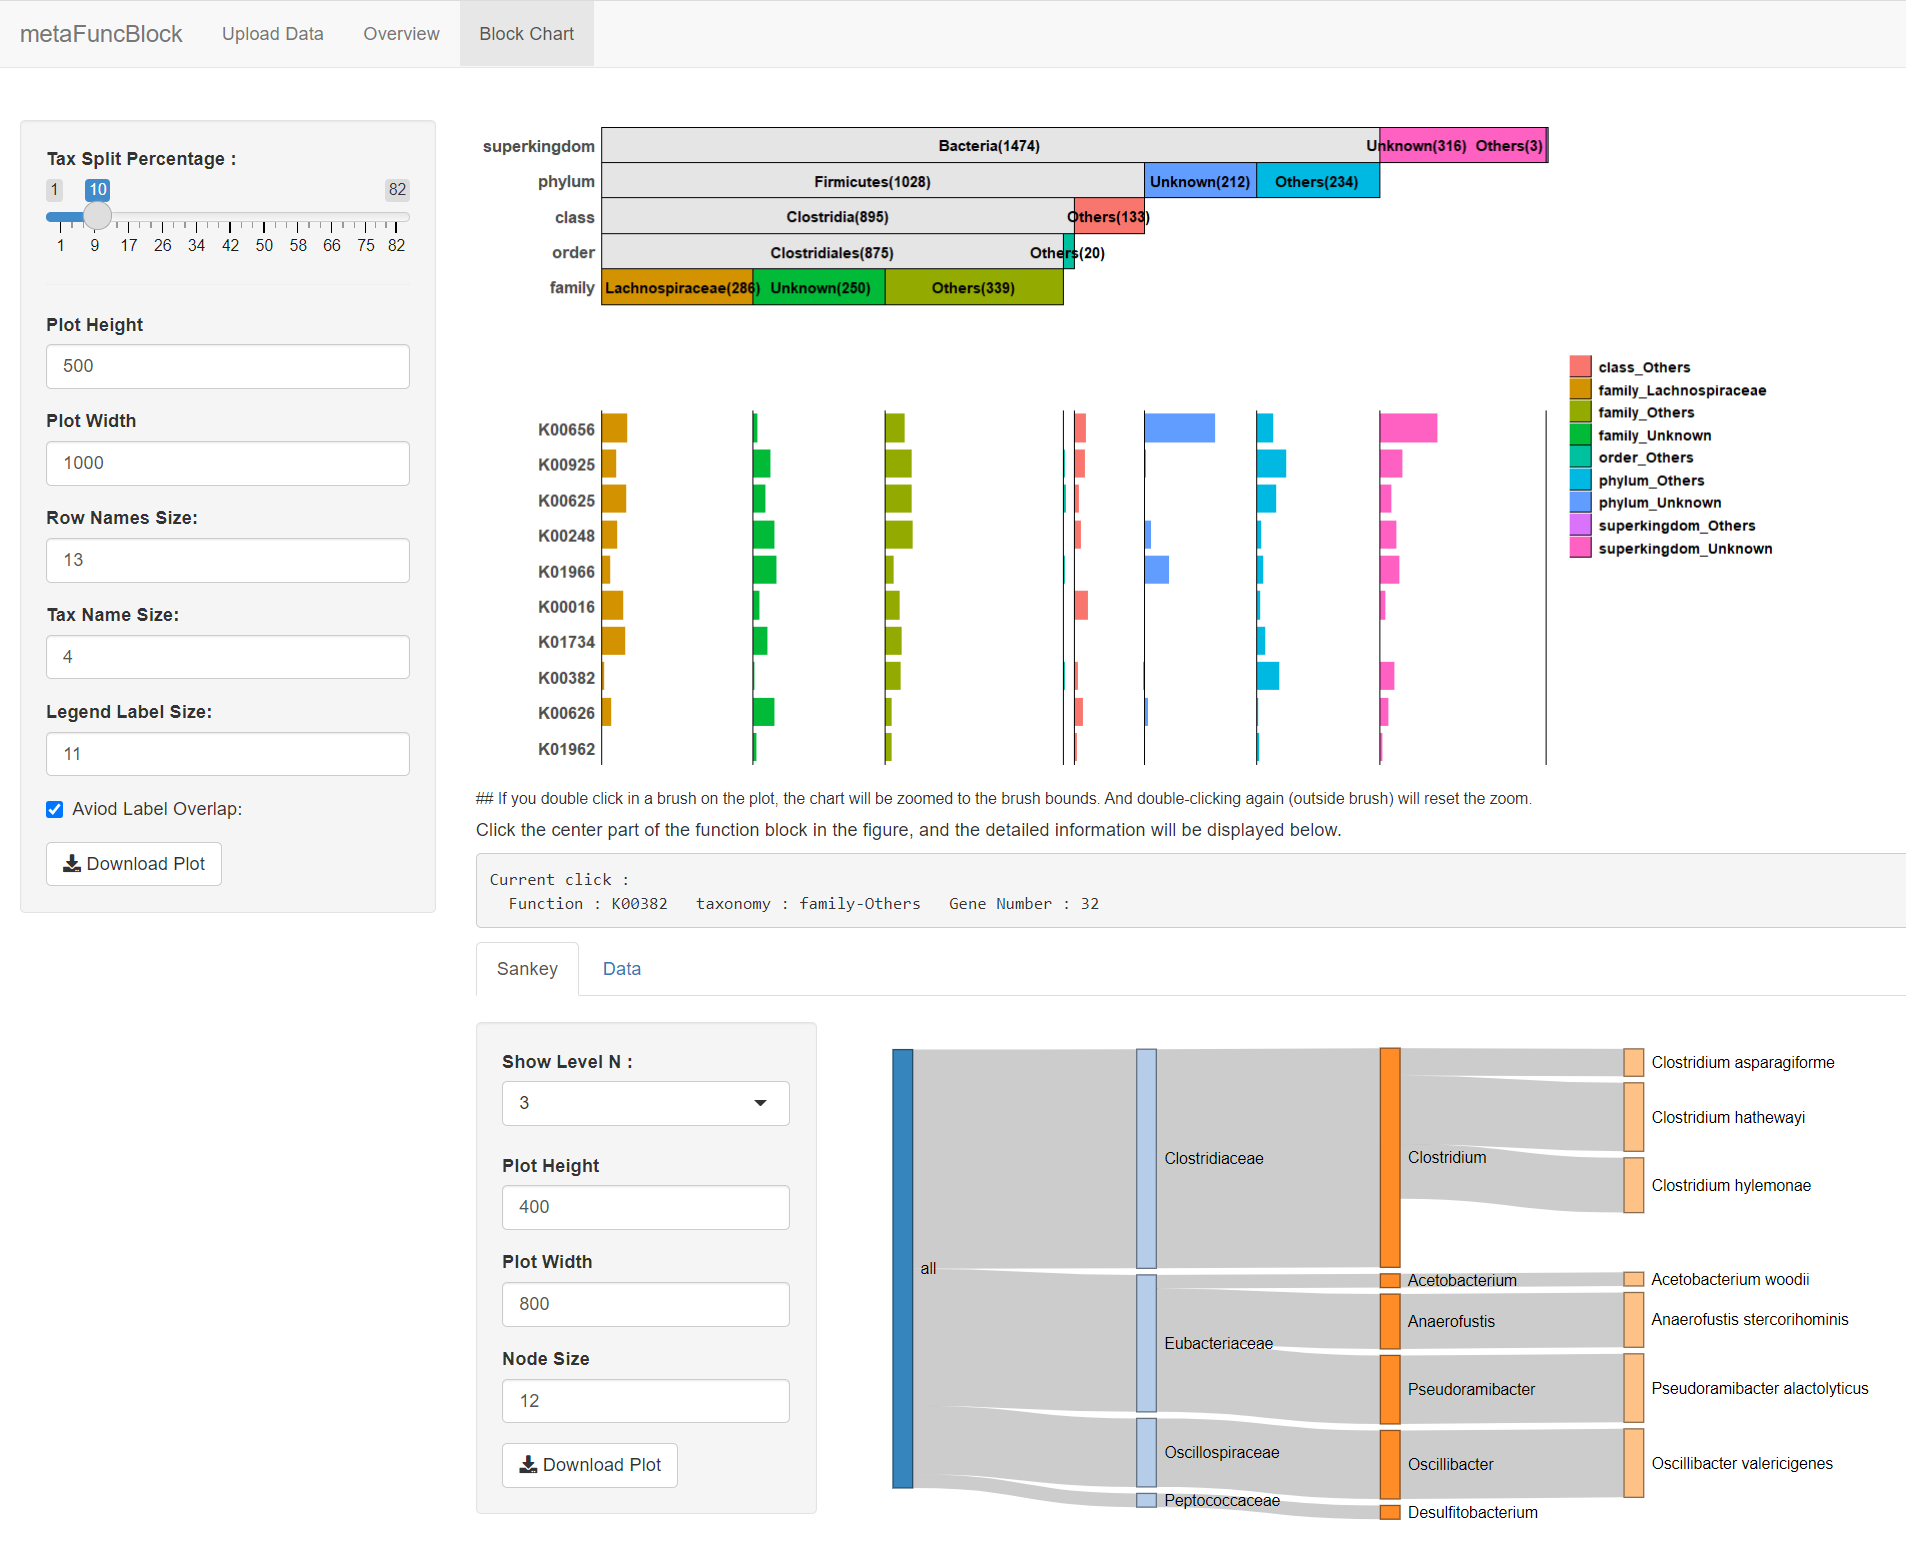 metaFuncBlock Upload Data Overview Block Chart
Tax Split Percentage :
1 10 82
1 9 17 26 34 42 50 58 66 75 82
Plot Height
500
Plot Width
1000
Row Names Size:
13
Tax Name Size:
4
Legend Label Size:
11
Aviod Label Overlap:
Download Plot
superkingdom Bacteria(1474) Unknown(316) Others(3)
phylum Firmicutes(1028) Unknown(212) Others(234)
class Clostridia(895) Others(133)
order Clostridiales(875) Others(20)
family Lachnospiraceae(286) Unknown(250) Others(339)
K00656
K00925
K00625
K00248
K01966
K00016
K01734
K00382
K00626
K01962
class_Others
family_Lachnospiraceae
family_Others
family_Unknown
order_Others
phylum_Others
phylum_Unknown
superkingdom_Others
superkingdom_Unknown
## If you double click in a brush on the plot, the chart will be zoomed to the brush bounds. And double-clicking again (outside brush) will reset the zoom.
Click the center part of the function block in the figure, and the detailed information will be displayed below.
Current click :
Function : K00382 taxonomy : family-Others Gene Number : 32
Sankey Data
Show Level N :
3
Plot Height
400
Plot Width
800
Node Size
12
Download Plot
all
Clostridiaceae
Eubacteriaceae
Oscillospiraceae
Peptococcaceae
Clostridium
Acetobacterium
Anaerofustis
Pseudoramibacter
Oscillibacter
Desulfitobacterium
Clostridium asparagiforme
Clostridium hathewayi
Clostridium hylemonae
Acetobacterium woodii
Anaerofustis stercorihominis
Pseudoramibacter alactolyticus
Oscillibacter valericigenes